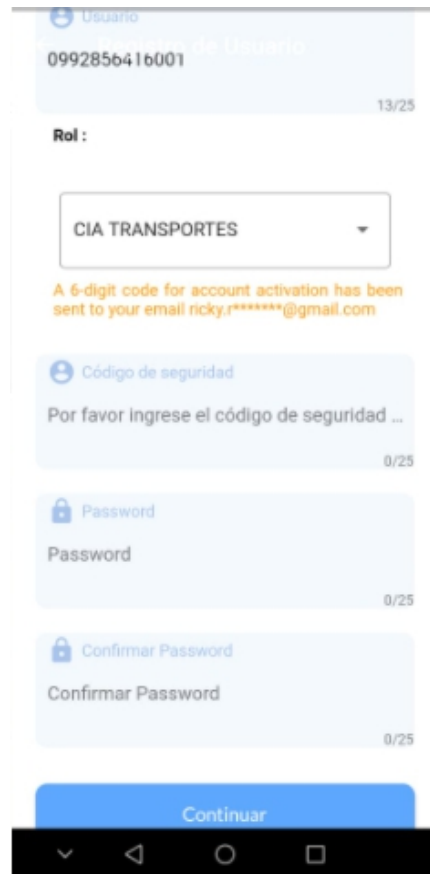 Usuario
Registro de Usuario
0992856416001
13/25
Rol :
CIA TRANSPORTES
A 6-digit code for account activation has been
sent to your email ricky.r*******@gmail.com
Código de seguridad
Por favor ingrese el código de seguridad ...
0/25
Password
Password
0/25
Confirmar Password
Confirmar Password
0/25
Continuar